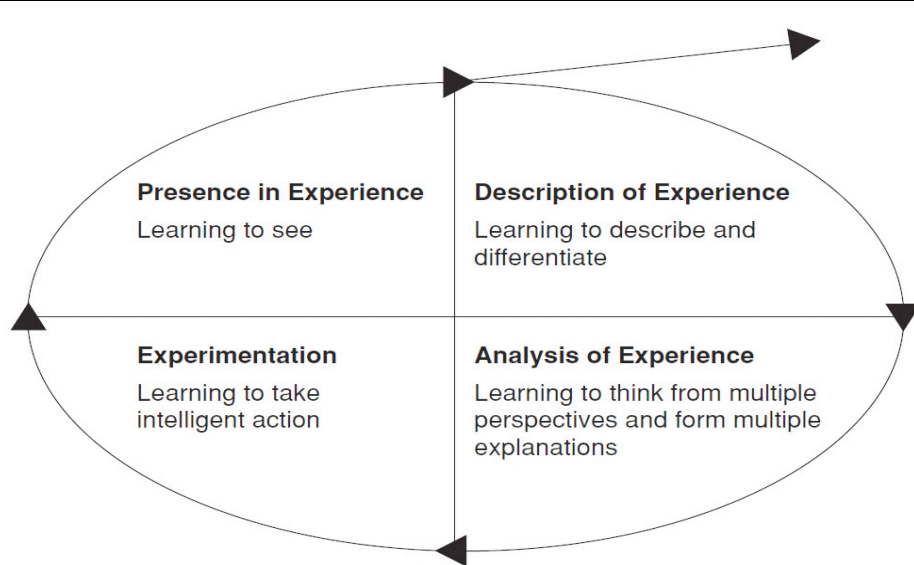 Presence in Experience
Learning to see
Description of Experience
Learning to describe and
differentiate
Experimentation
Learning to take
intelligent action
Analysis of Experience
Learning to think from multiple
perspectives and form multiple
explanations